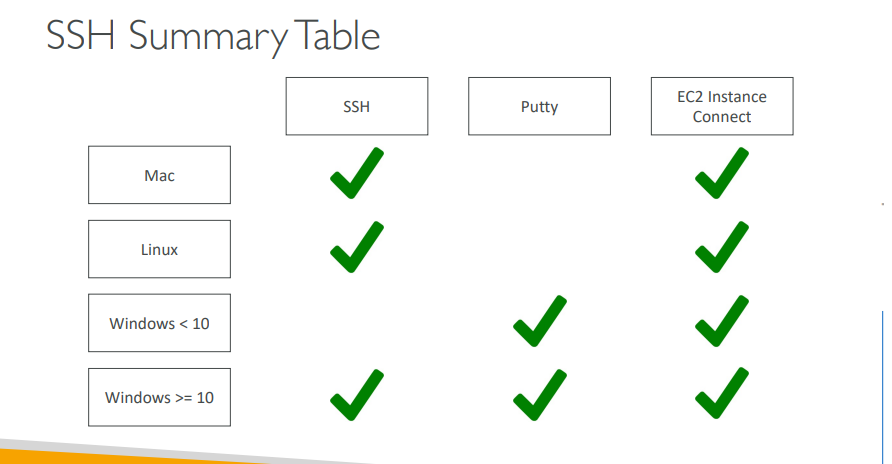 SSH Summary Table
SSH
Putty
EC2 Instance
Connect
Mac
Linux
Windows < 10
Windows >= 10